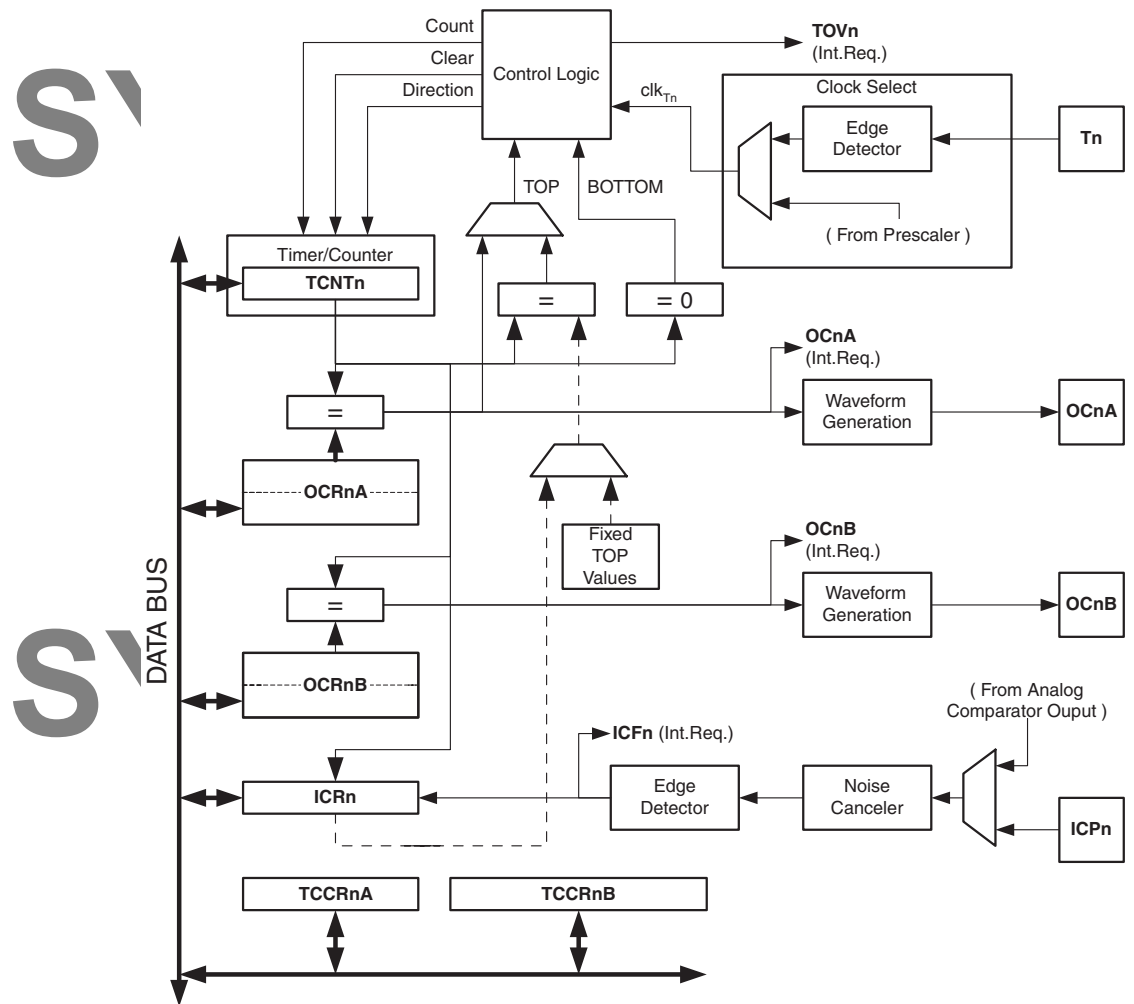 Count
Clear
Direction
Control Logic
TOVn
(Int.Req.)
clkTn
Clock Select
Edge
Detector
Tn
( From Prescaler )
TOP
BOTTOM
Timer/Counter
TCNTn
=
= 0
OCnA
(Int.Req.)
=
Waveform
Generation
OCnA
OCRnA
Fixed
TOP
Values
OCnB
(Int.Req.)
=
Waveform
Generation
OCnB
DATA BUS
OCRnB
( From Analog
Comparator Ouput )
ICFn (Int.Req.)
ICRn
Edge
Detector
Noise
Canceler
ICPn
TCCRnA
TCCRnB